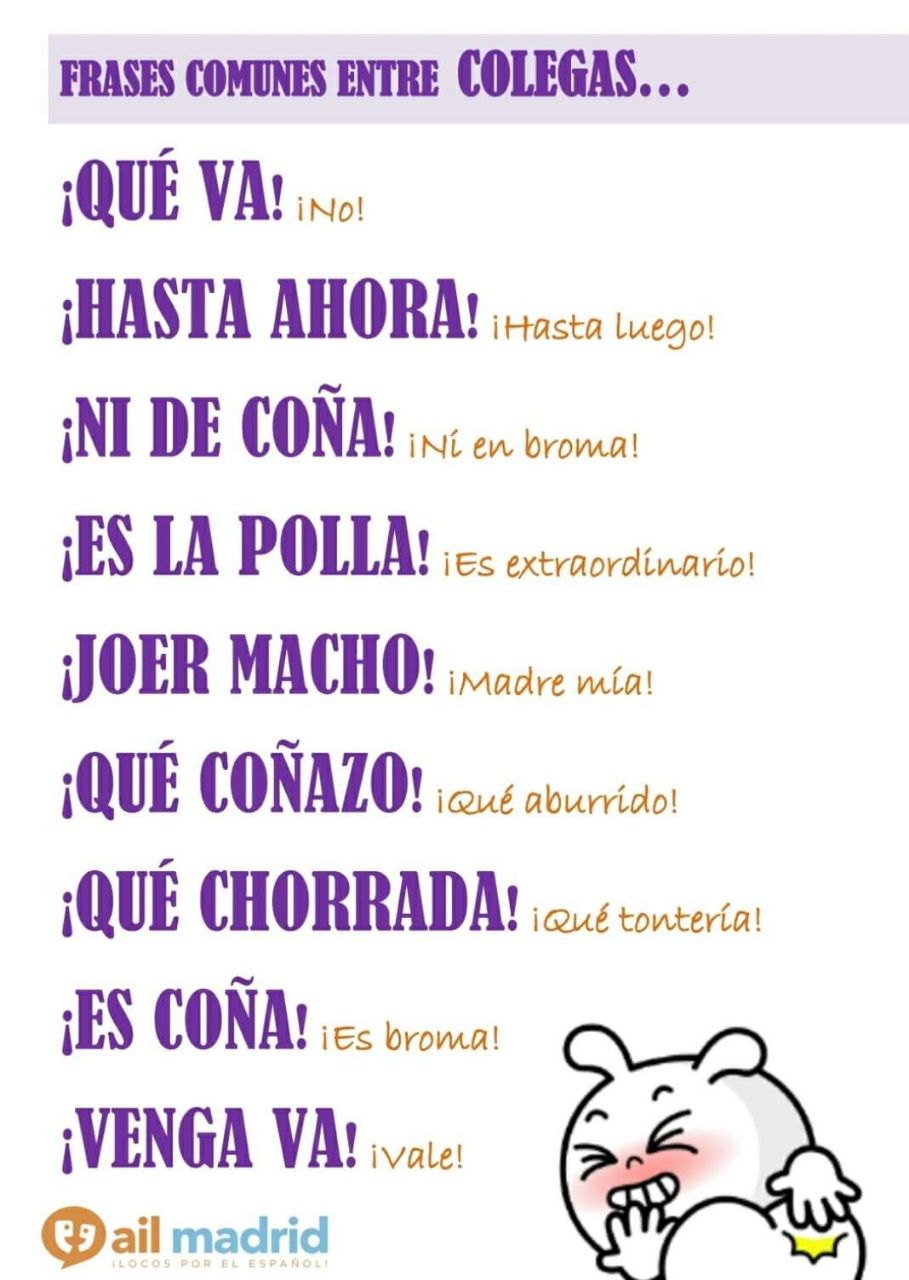 FRASES COMUNES ENTRE COLEGAS...
¡QUÉ VA! ¡No!
¡HASTA AHORA! ¡Hasta luego!
¡NI DE COÑA! ¡Ni en broma!
¡ES LA POLLA! ¡Es extraordinario!
¡JOER MACHO! ¡Madre mía!
¡QUÉ COÑAZO! ¡Qué aburrido!
¡QUÉ CHORRADA! ¡Qué tontería!
¡ES COÑA! ¡Es broma!
¡VENGA VA! ¡Vale!
ail madrid
¡LOCOS POR EL ESPAÑOL!